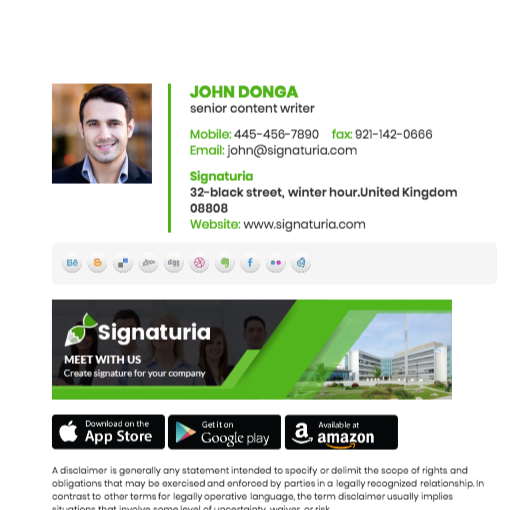 JOHN DONGA
senior content writer
Mobile: 445-456-7890 fax: 921-142-0666
Email: john@signaturia.com
Signaturia
32-black street, winter hour.United Kingdom
08808
Website: www.signaturia.com
Bē
digg
Signaturia
MEET WITH US
Create signature for your company
Download on the
App Store
Get it on
Google play
Available at
amazon
A disclaimer is generally any statement intended to specify or delimit the scope of rights and
obligations that may be exercised and enforced by parties in a legally recognized relationship. In
contrast to other terms for legally operative language, the term disclaimer usually implies
situations that involve some level of uncertainty, waiver, or risk.